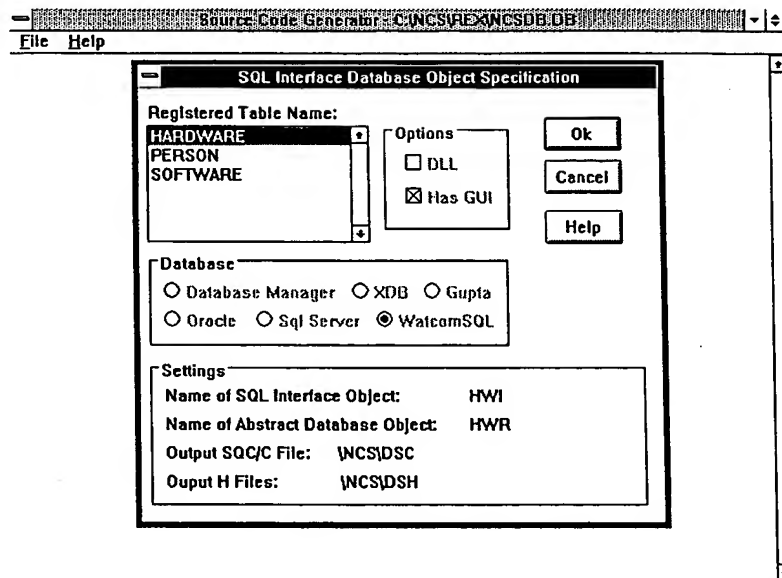 Source Code Generator - C:\NCS\REX\NCSDB.DB
File Help
SQL Interface Database Object Specification
Registered Table Name:
HARDWARE
PERSON
SOFTWARE
Options
DLL
Has GUI
Ok
Cancel
Help
Database
Database Manager XDB Gupta
Oracle Sql Server WatcomSQL
Settings
Name of SQL Interface Object: HWI
Name of Abstract Database Object: HWR
Output SQC/C File: \NCS\DSC
Ouput H Files: \NCS\DSH